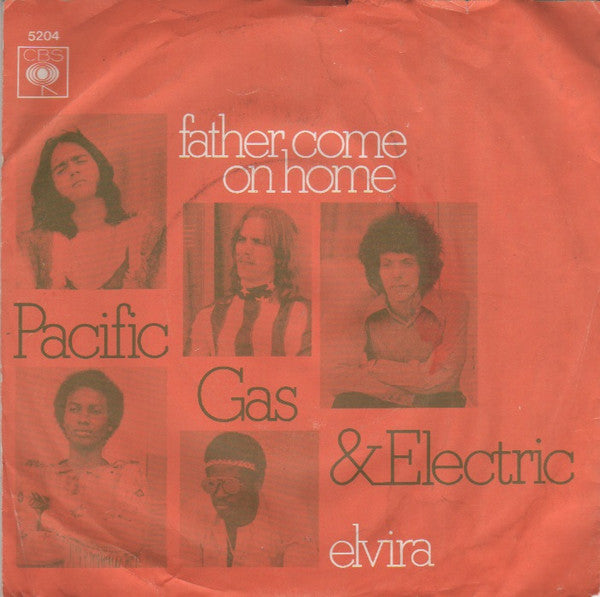 5204
CBS
father, come
on home
Pacific
Gas
& Electric
elvira